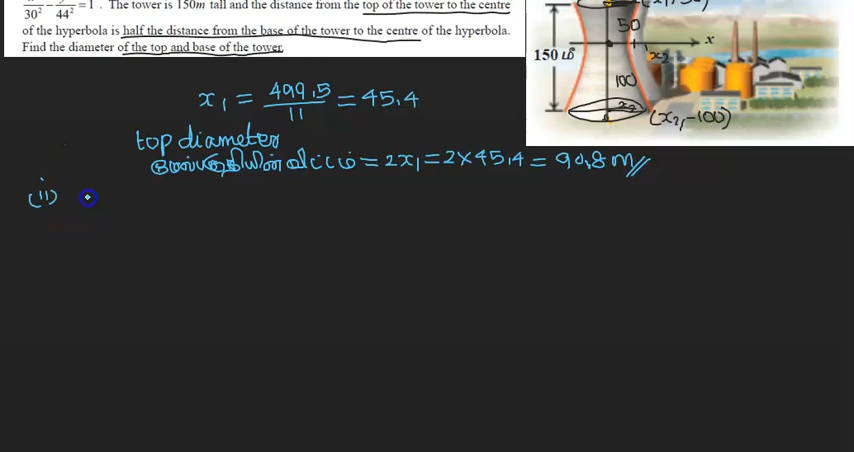 30² 44² = 1 . The tower is 150m tall and the distance from the top of the tower to the centre
of the hyperbola is half the distance from the base of the tower to the centre of the hyperbola.
Find the diameter of the top and base of the tower.
50
x
150 மீ
x₂
100
x₂
(x₂, -100)
x₁ = 499.5/11 = 45.4
top diameter
= 2x₁ = 2×45.4 = 90.8 m
(ii)